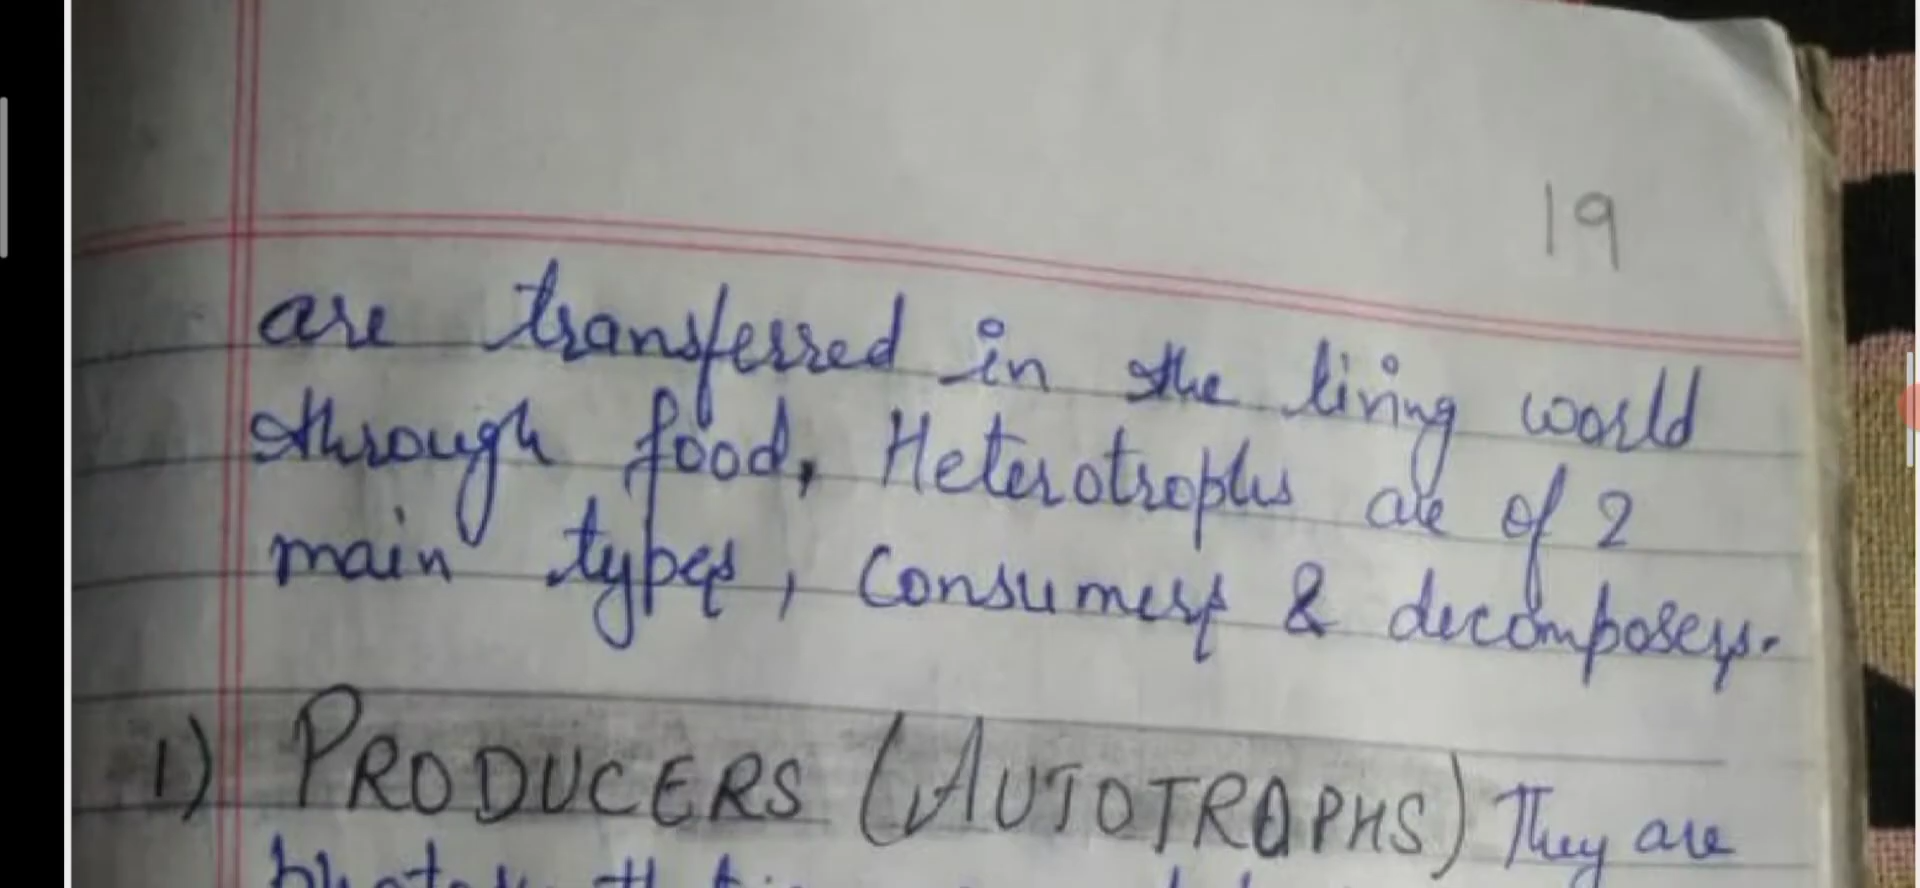 19
are transferred in the living world
through food, Heterotrophs are of 2
main types, Consumers & decomposers.
1) PRODUCERS (AUTOTROPHS) They are